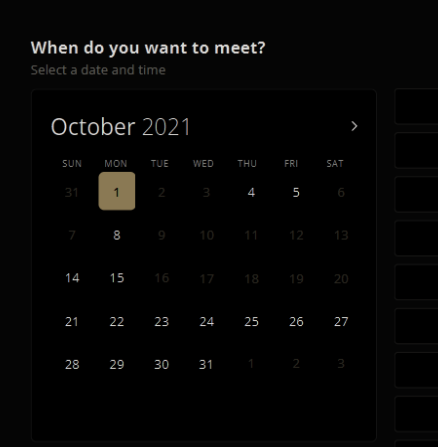 When do you want to meet?
Select a date and time
October 2021
SUN MON TUE WED THU FRI SAT
31 1 2 3 4 5 6
7 8 9 10 11 12 13
14 15 16 17 18 19 20
21 22 23 24 25 26 27
28 29 30 31 1 2 3